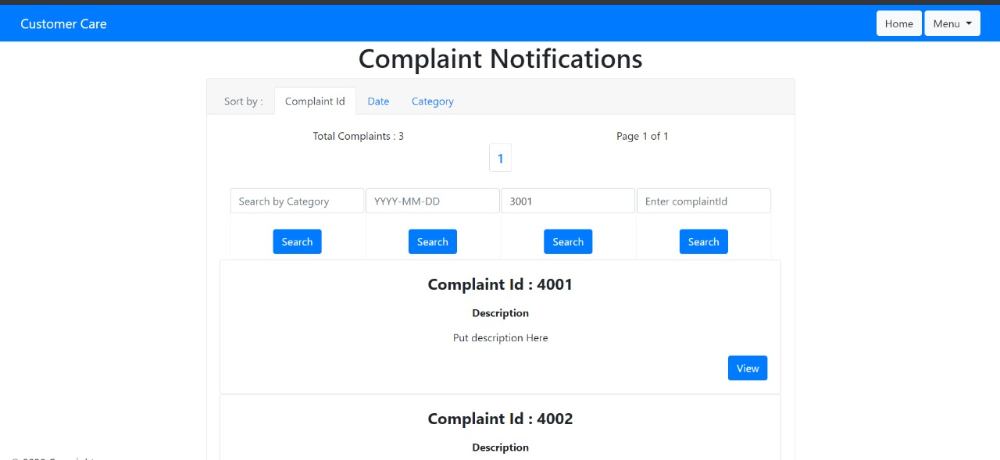 Customer Care
Home
Menu
Complaint Notifications
Sort by :
Complaint Id
Date
Category
Total Complaints : 3
Page 1 of 1
1
Search by Category
YYYY-MM-DD
3001
Enter complaintId
Search
Search
Search
Search
Complaint Id : 4001
Description
Put description Here
View
Complaint Id : 4002
Description